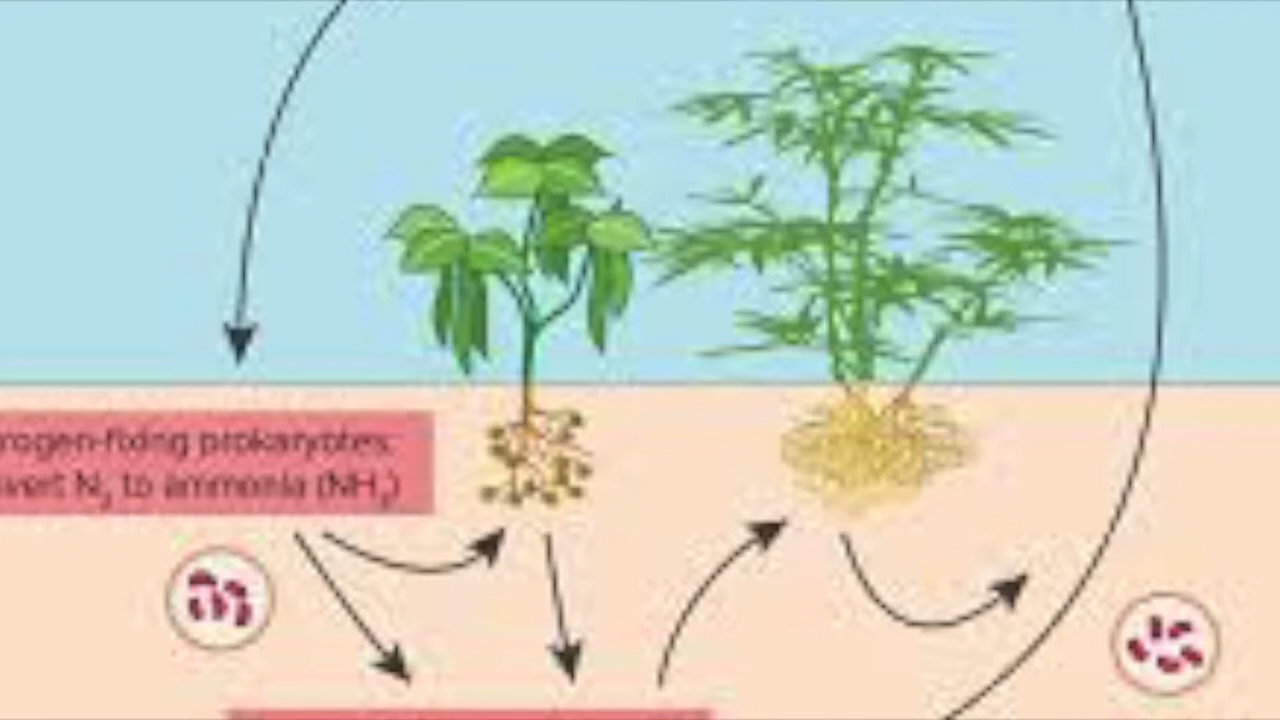 rogen-fixing prokaryotes
vert N₂ to ammonia (NH₃)